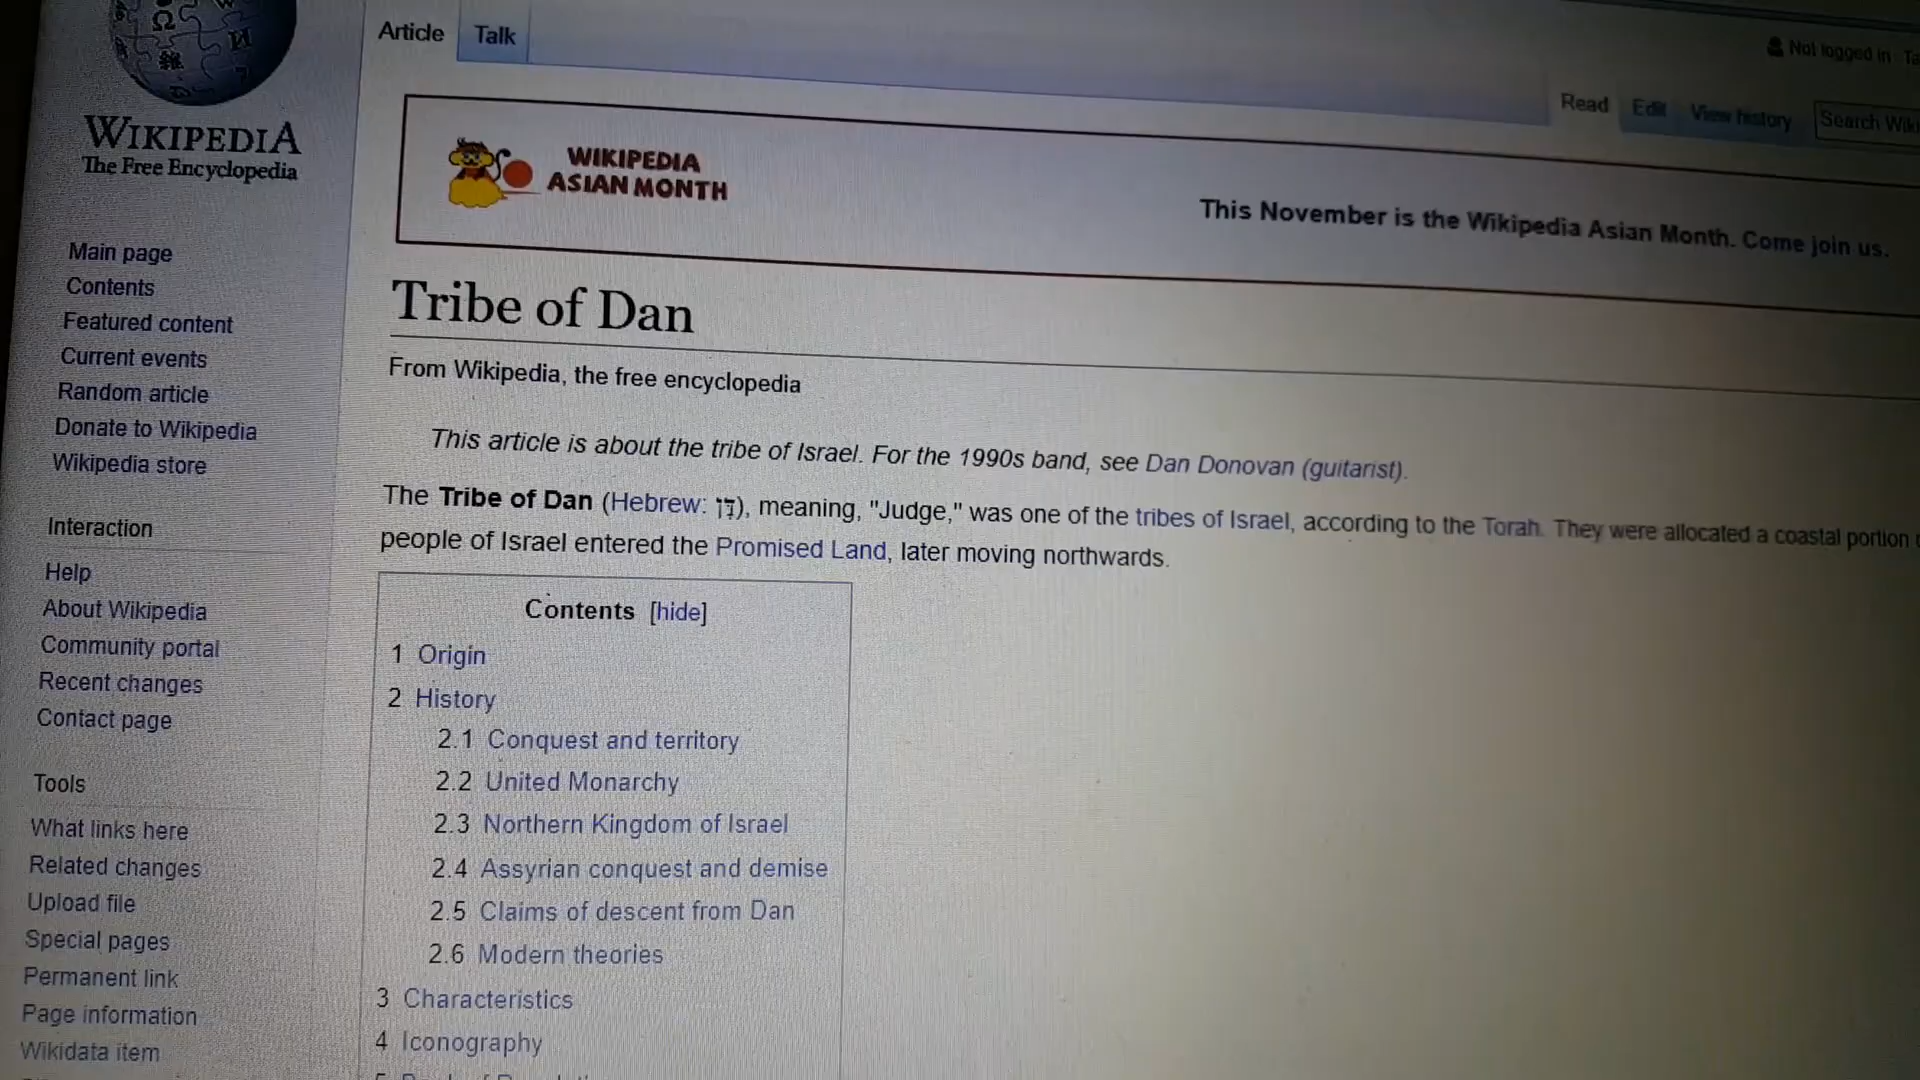 Article Talk
Not logged in
Read Edit View history
Search
WIKIPEDIA
The Free Encyclopedia
WIKIPEDIA
ASIAN MONTH
This November is the Wikipedia Asian Month. Come join us.
Main page
Contents
Featured content
Current events
Random article
Donate to Wikipedia
Wikipedia store
Interaction
Help
About Wikipedia
Community portal
Recent changes
Contact page
Tools
What links here
Related changes
Upload file
Special pages
Permanent link
Page information
Wikidata item
Tribe of Dan
From Wikipedia, the free encyclopedia
This article is about the tribe of Israel. For the 1990s band, see Dan Donovan (guitarist).
The Tribe of Dan (Hebrew: דָּן), meaning, "Judge," was one of the tribes of Israel, according to the Torah. They were allocated a coastal portion
people of Israel entered the Promised Land, later moving northwards.
Contents [hide]
1 Origin
2 History
2.1 Conquest and territory
2.2 United Monarchy
2.3 Northern Kingdom of Israel
2.4 Assyrian conquest and demise
2.5 Claims of descent from Dan
2.6 Modern theories
3 Characteristics
4 Iconography